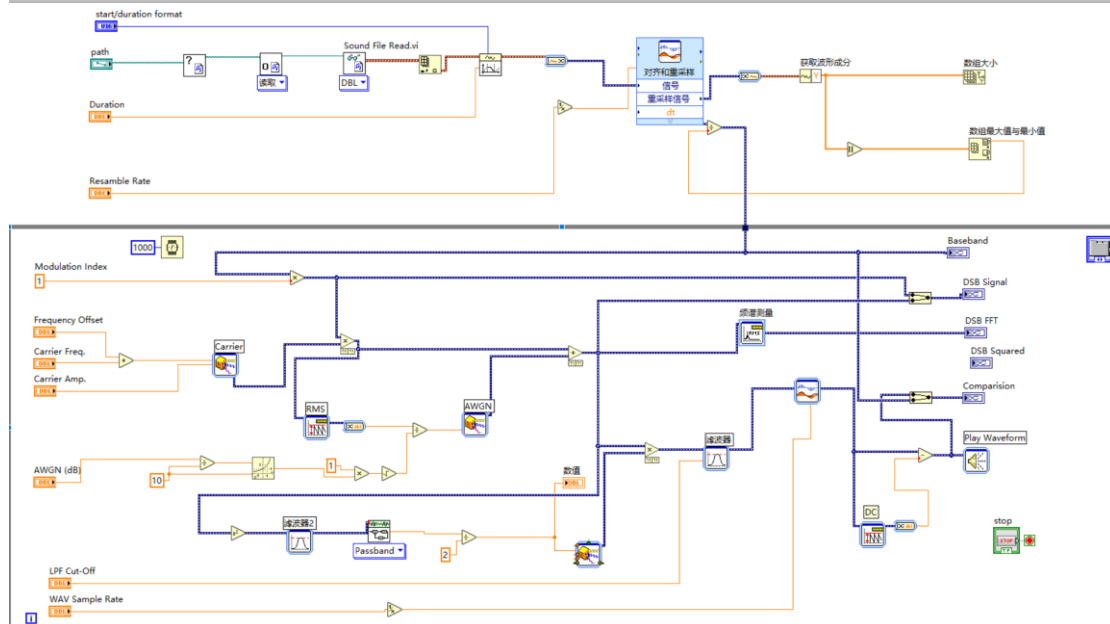 start/duration format
path
Sound File Read.vi
读取
DBL
对齐和重采样
信号
重采样信号
dt
获取波形成分
数组大小
Duration
数组最大值与最小值
Resamble Rate
1000
Baseband
Modulation Index
1
DSB Signal
Frequency Offset
频谱测量
DSB FFT
Carrier
Carrier Freq.
DSB Squared
Carrier Amp.
Comparision
RMS
AWGN
滤波器
Play Waveform
AWGN (dB)
1
数值
10
DC
滤波器2
stop
Passband
2
LPF Cut-Off
WAV Sample Rate
i